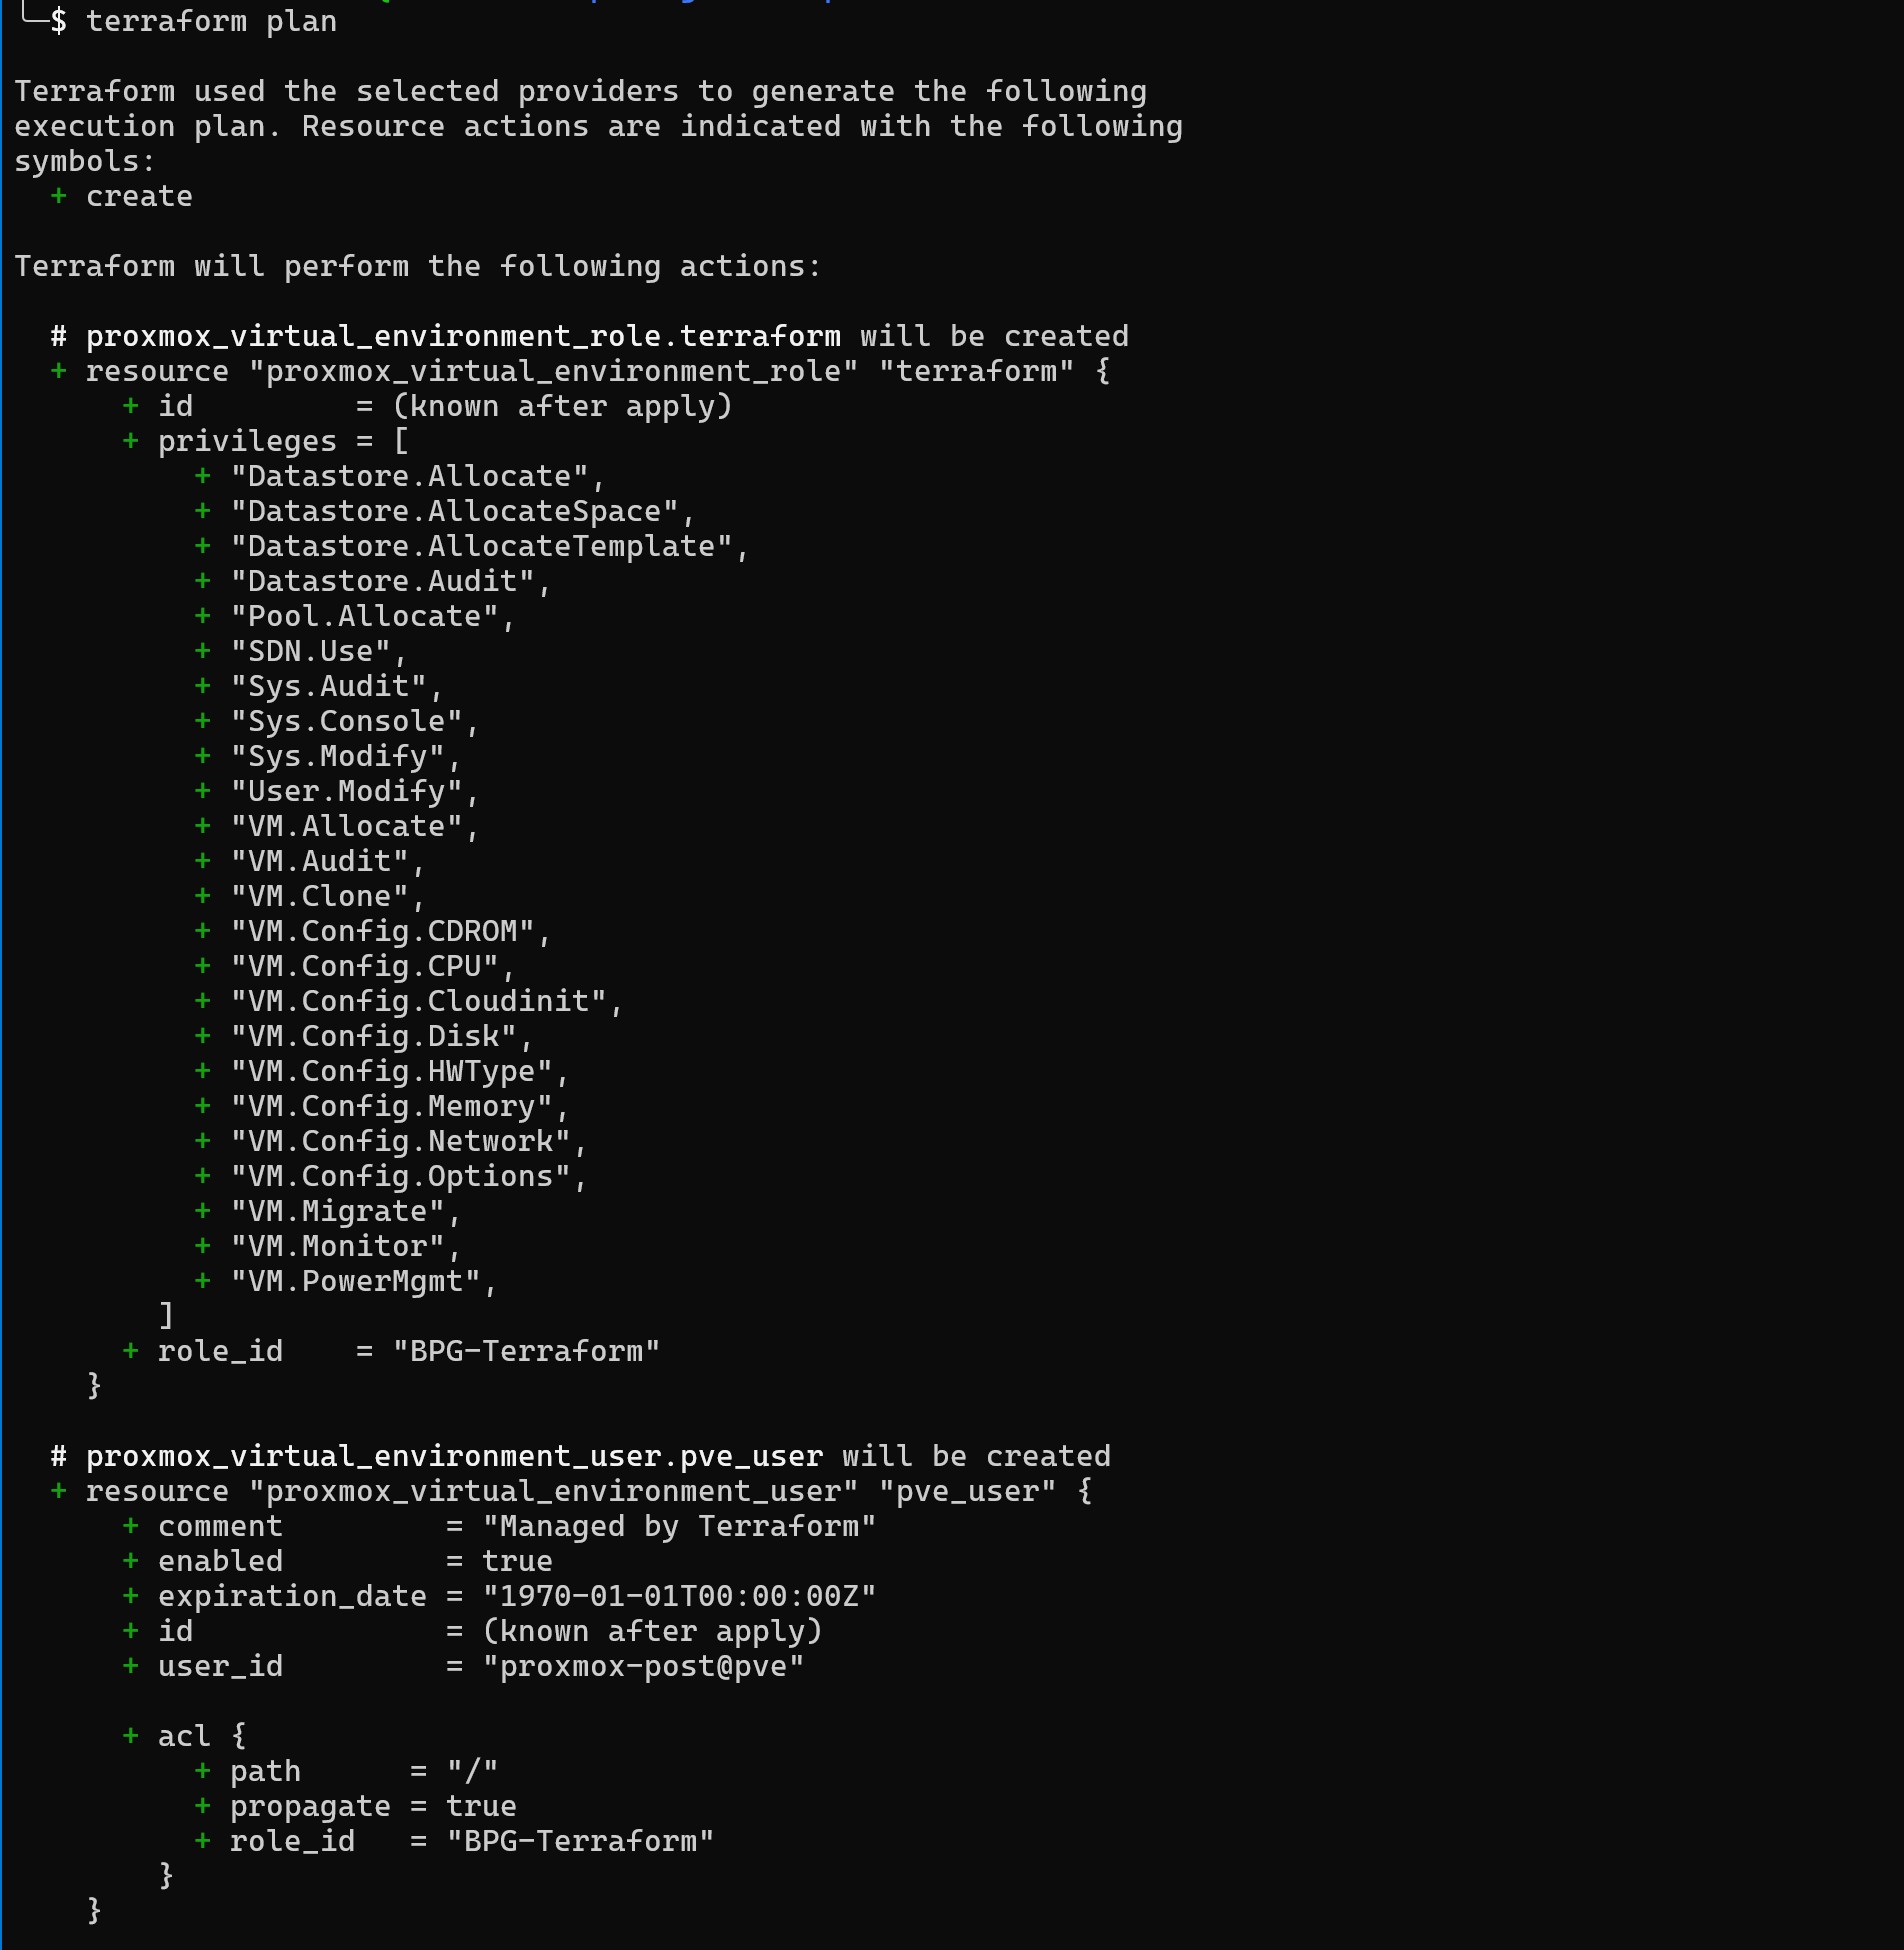 $ terraform plan
Terraform used the selected providers to generate the following
execution plan. Resource actions are indicated with the following
symbols:
  + create
Terraform will perform the following actions:
  # proxmox_virtual_environment_role.terraform will be created
  + resource "proxmox_virtual_environment_role" "terraform" {
      + id         = (known after apply)
      + privileges = [
          + "Datastore.Allocate",
          + "Datastore.AllocateSpace",
          + "Datastore.AllocateTemplate",
          + "Datastore.Audit",
          + "Pool.Allocate",
          + "SDN.Use",
          + "Sys.Audit",
          + "Sys.Console",
          + "Sys.Modify",
          + "User.Modify",
          + "VM.Allocate",
          + "VM.Audit",
          + "VM.Clone",
          + "VM.Config.CDROM",
          + "VM.Config.CPU",
          + "VM.Config.Cloudinit",
          + "VM.Config.Disk",
          + "VM.Config.HWType",
          + "VM.Config.Memory",
          + "VM.Config.Network",
          + "VM.Config.Options",
          + "VM.Migrate",
          + "VM.Monitor",
          + "VM.PowerMgmt",
        ]
      + role_id    = "BPG-Terraform"
    }
  # proxmox_virtual_environment_user.pve_user will be created
  + resource "proxmox_virtual_environment_user" "pve_user" {
      + comment         = "Managed by Terraform"
      + enabled         = true
      + expiration_date = "1970-01-01T00:00:00Z"
      + id              = (known after apply)
      + user_id         = "proxmox-post@pve"
      + acl {
          + path      = "/"
          + propagate = true
          + role_id   = "BPG-Terraform"
        }
    }